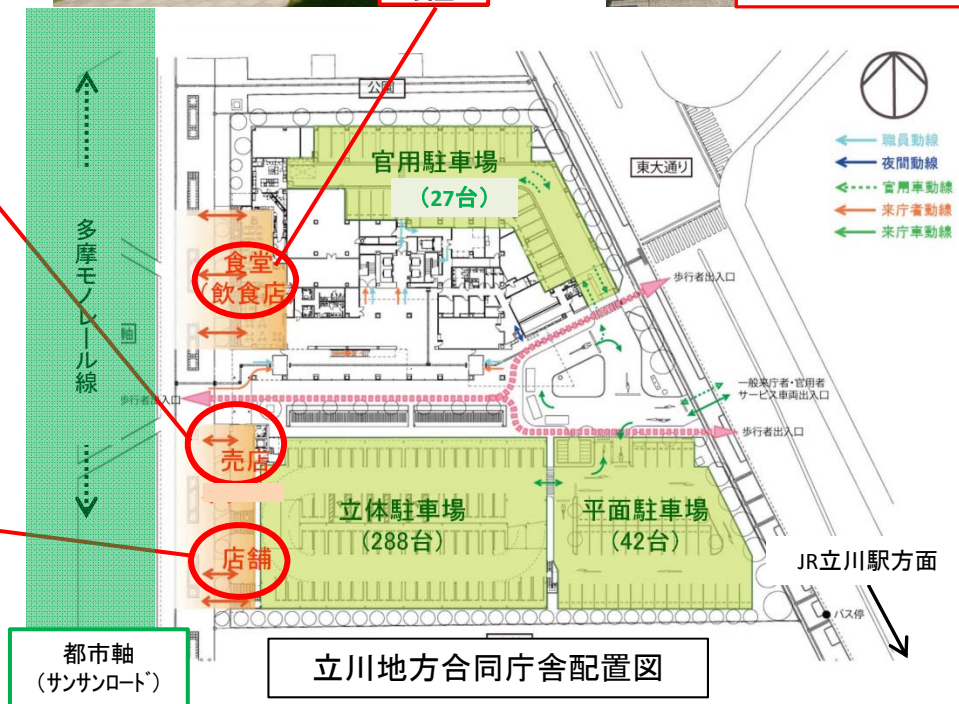 公園
官用駐車場
(27台)
東大通り
職員動線
夜間動線
官用車動線
来庁者動線
来庁車動線
多摩モノレール線
軸
食堂
(飲食店
歩行者出入口
一般来庁者・官用者
サービス車両出入口
歩行者出入口
歩行者出入口
売店
立体駐車場
(288台)
平面駐車場
(42台)
店舗
JR立川駅方面
バス停
都市軸
(サンサンロード)
立川地方合同庁舎配置図